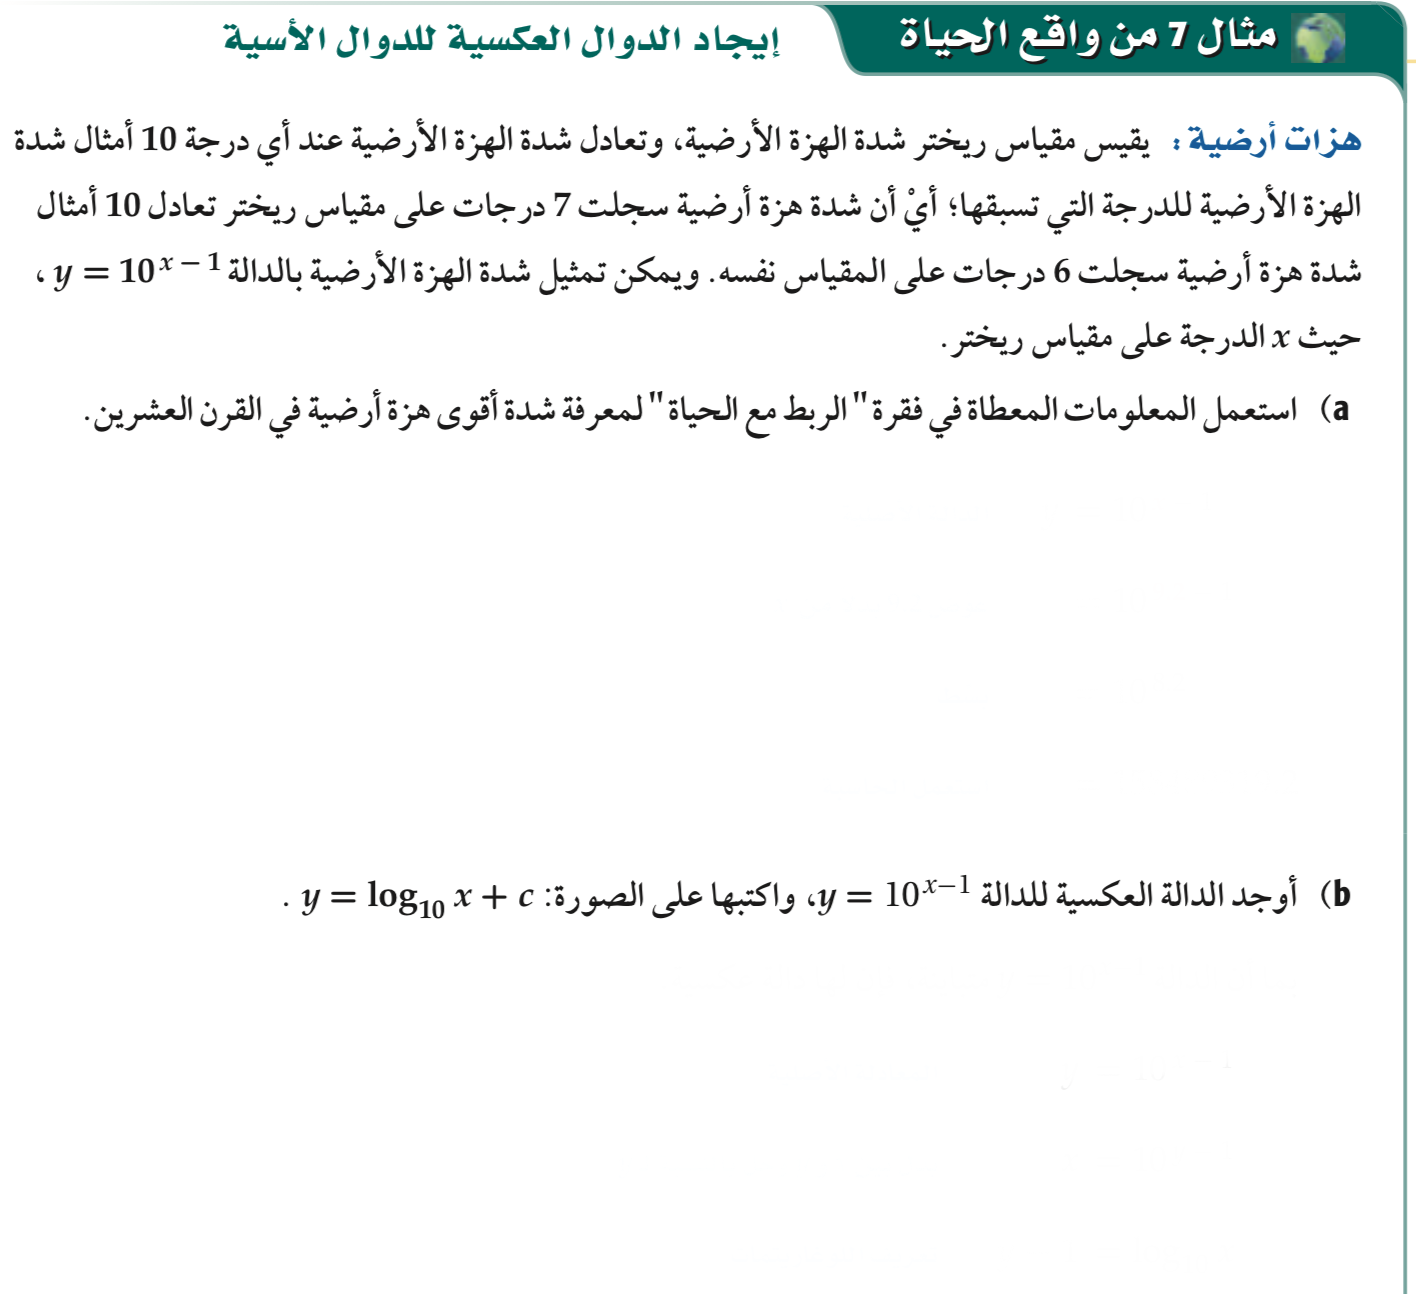 مثال 7 من واقع الحياة
إيجاد الدوال العكسية للدوال الأسية
هزات أرضية: يقيس مقياس ريختر شدة الهزة الأرضية، وتعادل شدة الهزة الأرضية عند أي درجة 10 أمثال شدة
الهزة الأرضية للدرجة التي تسبقها؛ أيْ أن شدة هزة أرضية سجلت 7 درجات على مقياس ريختر تعادل 10 أمثال
شدة هزة أرضية سجلت 6 درجات على المقياس نفسه. ويمكن تمثيل شدة الهزة الأرضية بالدالة y = 10^{x − 1} ،
حيث x الدرجة على مقياس ريختر.
a) استعمل المعلومات المعطاة في فقرة "الربط مع الحياة" لمعرفة شدة أقوى هزة أرضية في القرن العشرين.
b) أوجد الدالة العكسية للدالة y = 10^{x−1}، واكتبها على الصورة: y = log_{10} x + c .